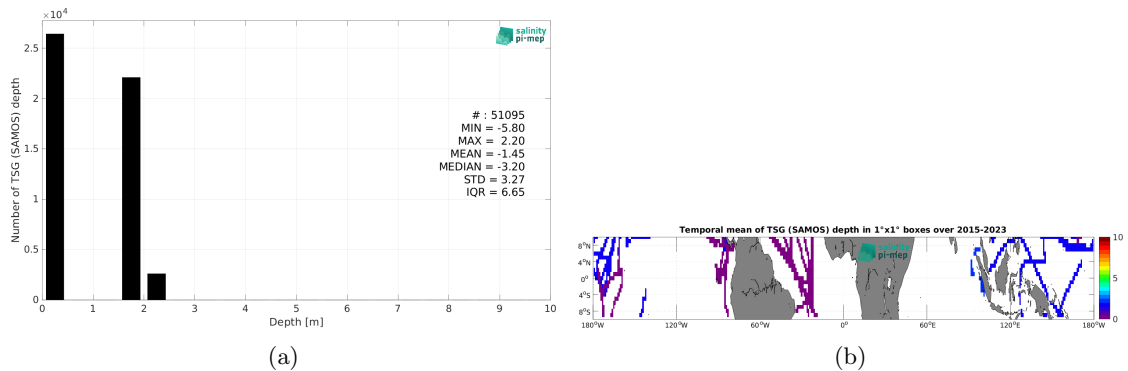 ×10⁴
salinity
pi-mep
Number of TSG (SAMOS) depth
2.5
2
1.5
1
0.5
0
# : 51095
MIN = -5.80
MAX = 2.20
MEAN = -1.45
MEDIAN = -3.20
STD = 3.27
IQR = 6.65
0 1 2 3 4 5 6 7 8 9 10
Depth [m]
(a)
Temporal mean of TSG (SAMOS) depth in 1°x1° boxes over 2015-2023
salinity
pi-mep
8°N
4°N
0°
4°S
8°S
180°W 120°W 60°W 0° 60°E 120°E 180°W
10
5
0
(b)